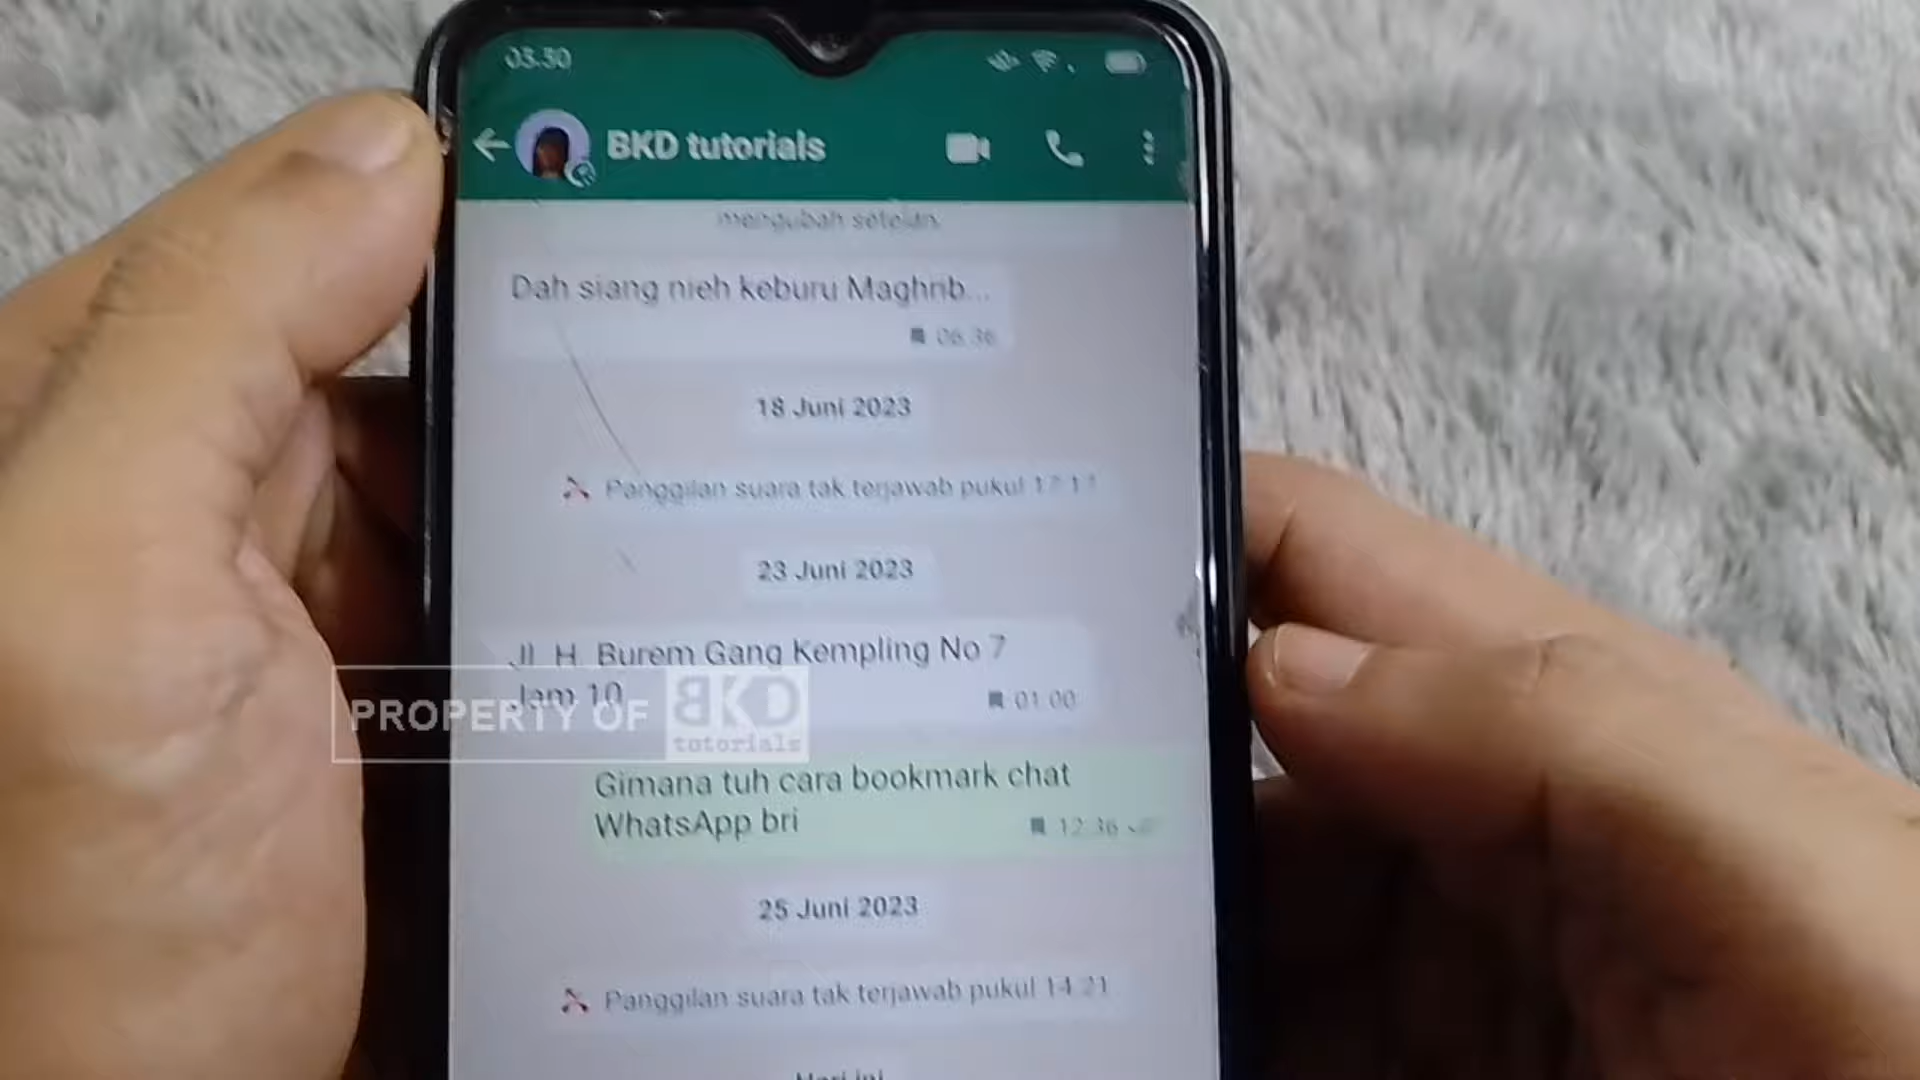 03.30
BKD tutorials
mengubah setelan.
Dah siang nieh keburu Maghrib...
06.36
18 Juni 2023
Panggilan suara tak terjawab pukul 17.17
23 Juni 2023
Jl. H. Burem Gang Kempling No 7
Jam 10
01.00
PROPERTY OF BKD
tutorials
Gimana tuh cara bookmark chat
WhatsApp bri
12.36
25 Juni 2023
Panggilan suara tak terjawab pukul 14.21
Hari ini